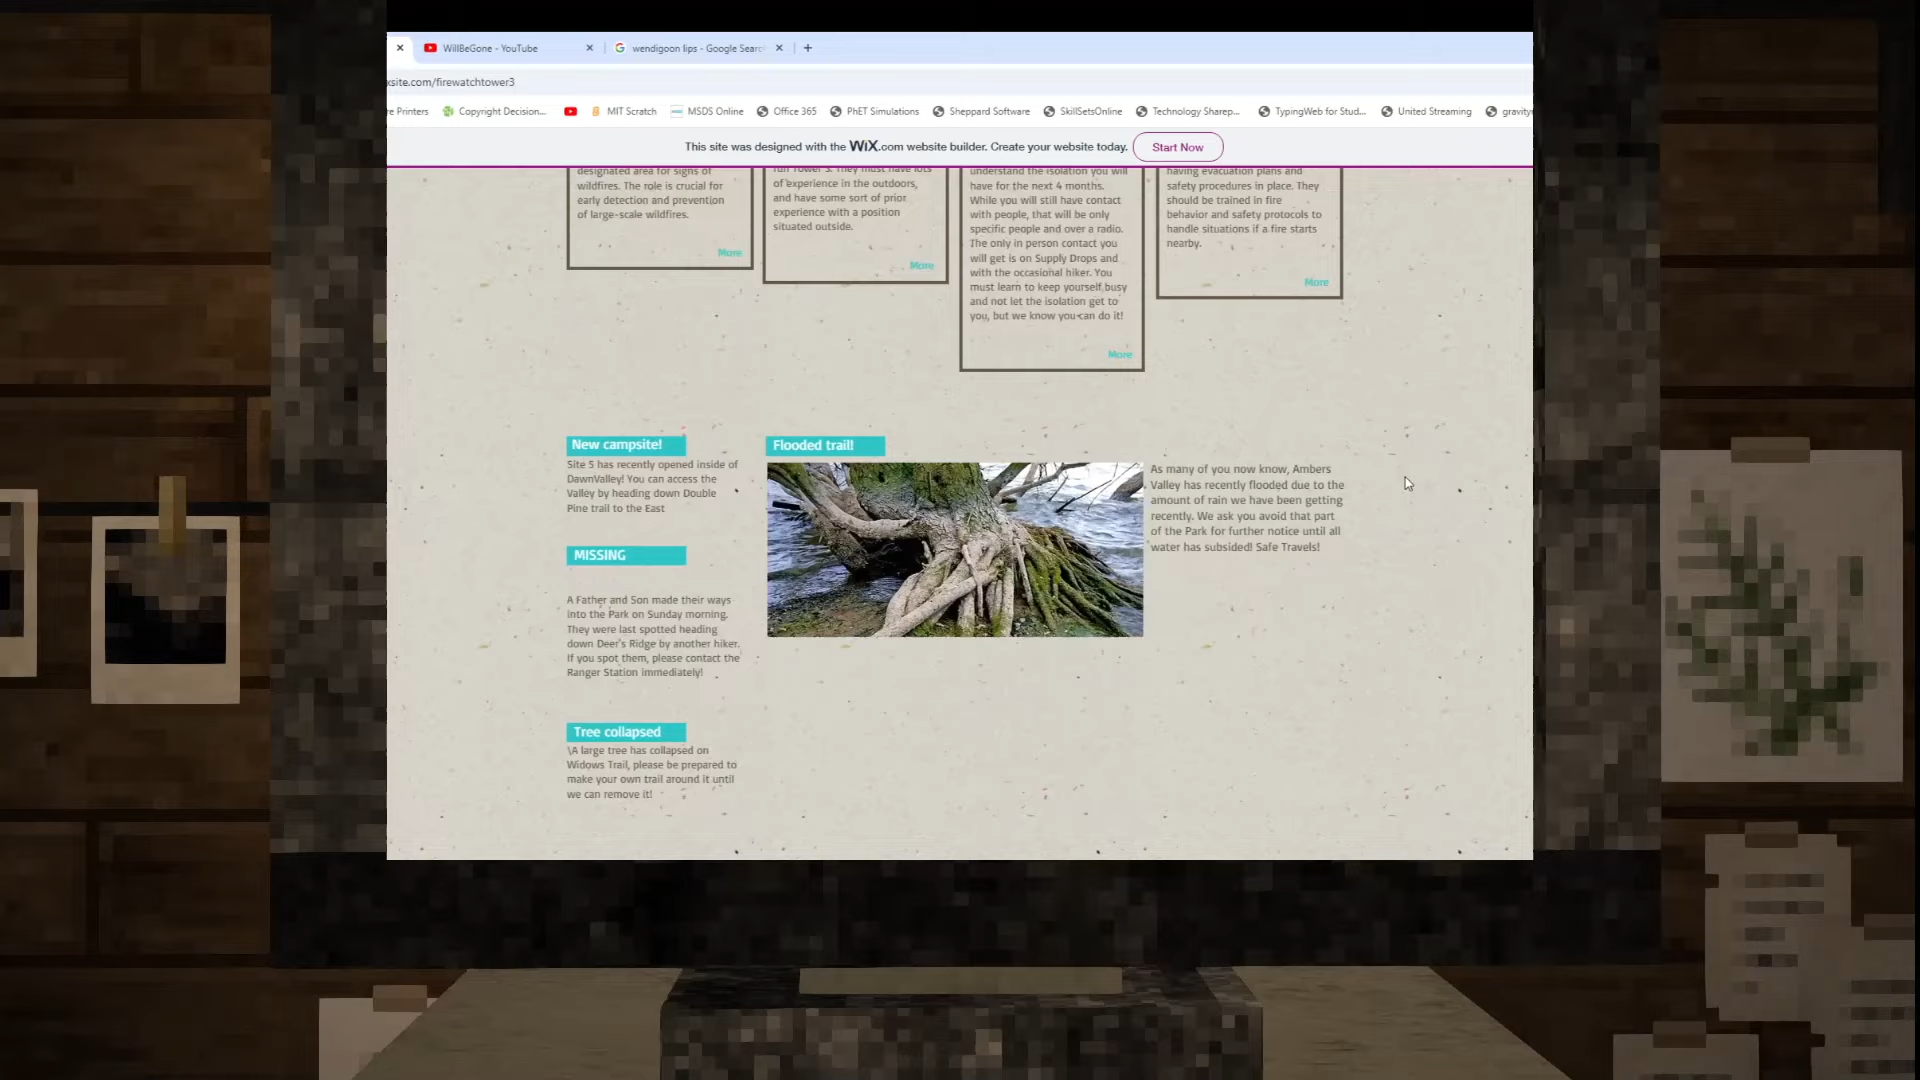 WillBeGone - YouTube
wendigoon lips - Google Searc
xsite.com/firewatchtower3
re Printers
Copyright Decision...
MIT Scratch
MSDS Online
Office 365
PhET Simulations
Sheppard Software
SkillSetsOnline
Technology Sharep...
TypingWeb for Stud...
United Streaming
gravity
This site was designed with the WiX.com website builder. Create your website today.
Start Now
designated area for signs of
wildfires. The role is crucial for
early detection and prevention
of large-scale wildfires.
More
run Tower 3. They must have lots
of experience in the outdoors,
and have some sort of prior
experience with a position
situated outside.
More
understand the isolation you will
have for the next 4 months.
While you will still have contact
with people, that will be only
specific people and over a radio.
The only in person contact you
will get is on Supply Drops and
with the occasional hiker. You
must learn to keep yourself busy
and not let the isolation get to
you, but we know you can do it!
More
having evacuation plans and
safety procedures in place. They
should be trained in fire
behavior and safety protocols to
handle situations if a fire starts
nearby.
More
New campsite!
Site 5 has recently opened inside of
DawnValley! You can access the
Valley by heading down Double
Pine trail to the East
MISSING
A Father and Son made their ways
into the Park on Sunday morning.
They were last spotted heading
down Deer's Ridge by another hiker.
If you spot them, please contact the
Ranger Station immediately!
Tree collapsed
\A large tree has collapsed on
Widows Trail, please be prepared to
make your own trail around it until
we can remove it!
Flooded trail!
As many of you now know, Ambers
Valley has recently flooded due to the
amount of rain we have been getting
recently. We ask you avoid that part
of the Park for further notice until all
water has subsided! Safe Travels!